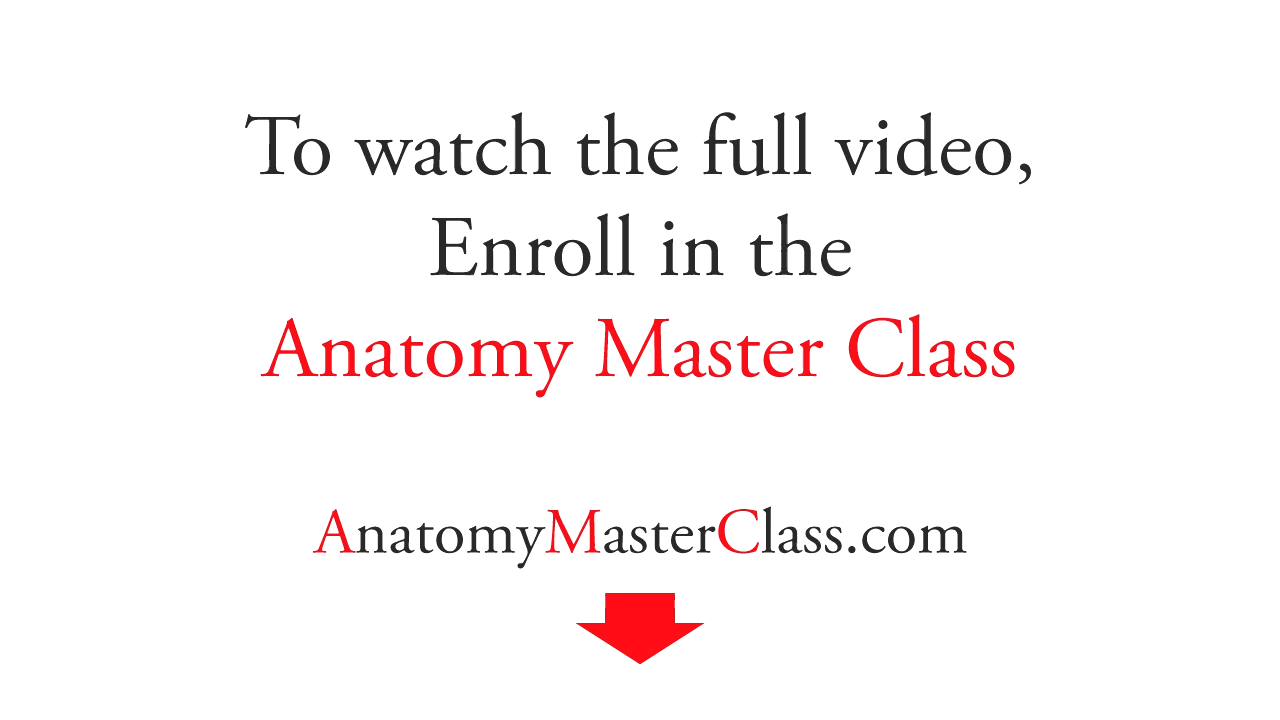 To watch the full video,
Enroll in the
Anatomy Master Class
AnatomyMasterClass.com